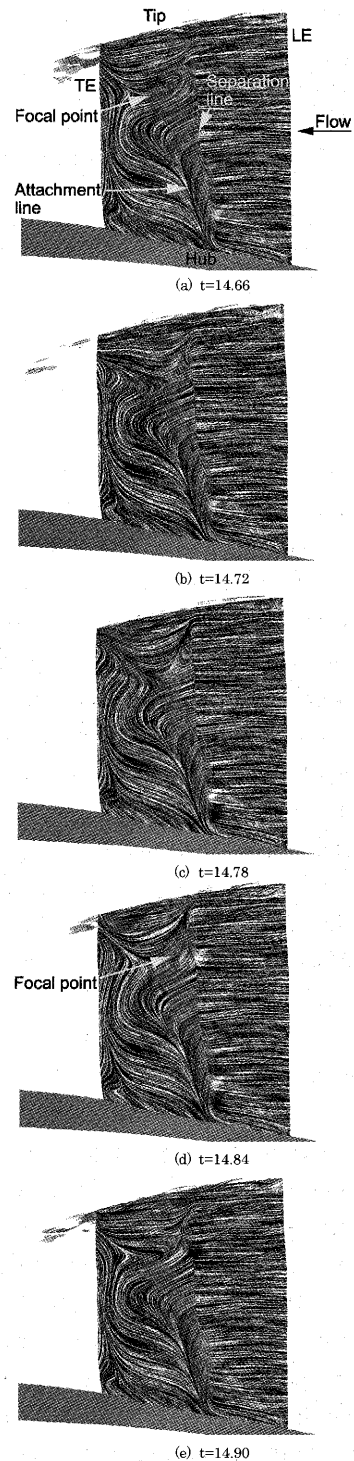 Tip
LE
TE
Separation
line
Focal point
Flow
Attachment
line
Hub
(a) t=14.66
(b) t=14.72
(c) t=14.78
Focal point
(d) t=14.84
(e) t=14.90